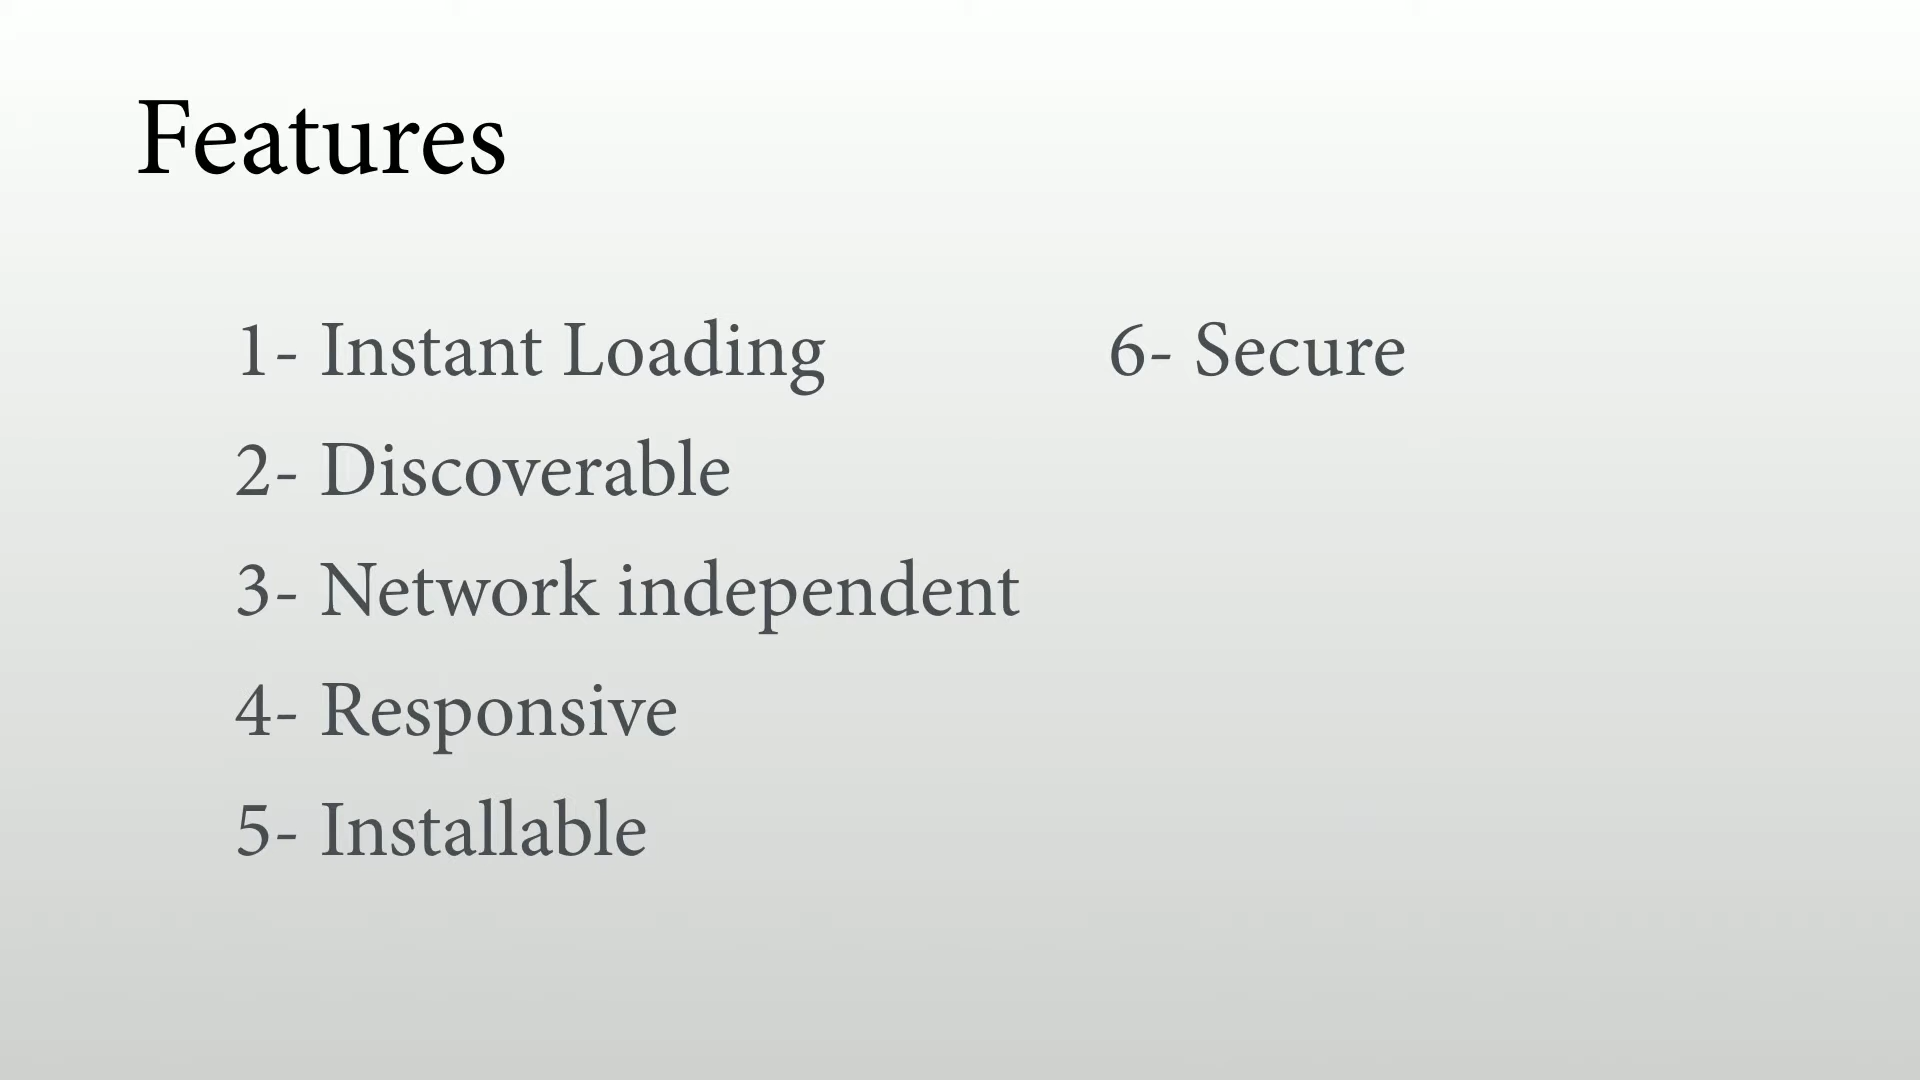 Features
1- Instant Loading
2- Discoverable
3- Network independent
4- Responsive
5- Installable
6- Secure